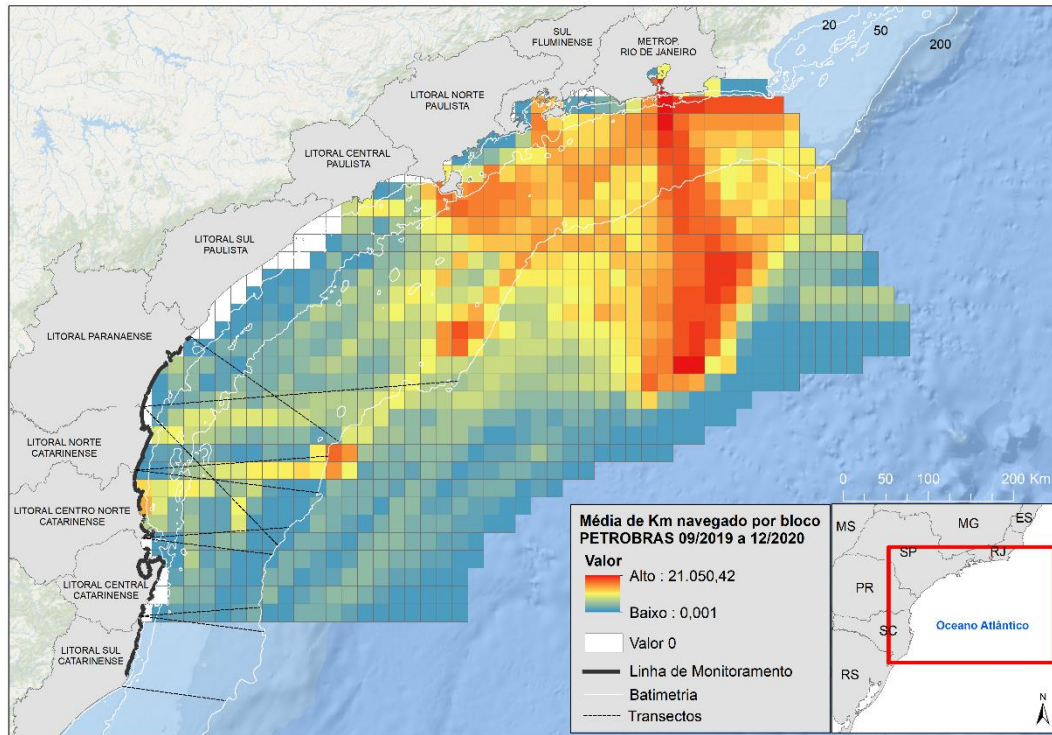 SUL
FLUMINENSE
METROP.
RIO DE JANEIRO
20
50
200
LITORAL NORTE
PAULISTA
LITORAL CENTRAL
PAULISTA
LITORAL SUL
PAULISTA
LITORAL PARANAENSE
LITORAL NORTE
CATARINENSE
LITORAL CENTRO NORTE
CATARINENSE
LITORAL CENTRAL
CATARINENSE
LITORAL SUL
CATARINENSE
0 50 100 200 Km
Média de Km navegado por bloco
PETROBRAS 09/2019 a 12/2020
Valor
Alto : 21.050,42
Baixo : 0,001
Valor 0
Linha de Monitoramento
Batimetria
Transectos
MS
MG
ES
SP
RJ
PR
Oceano Atlântico
SC
RS
N